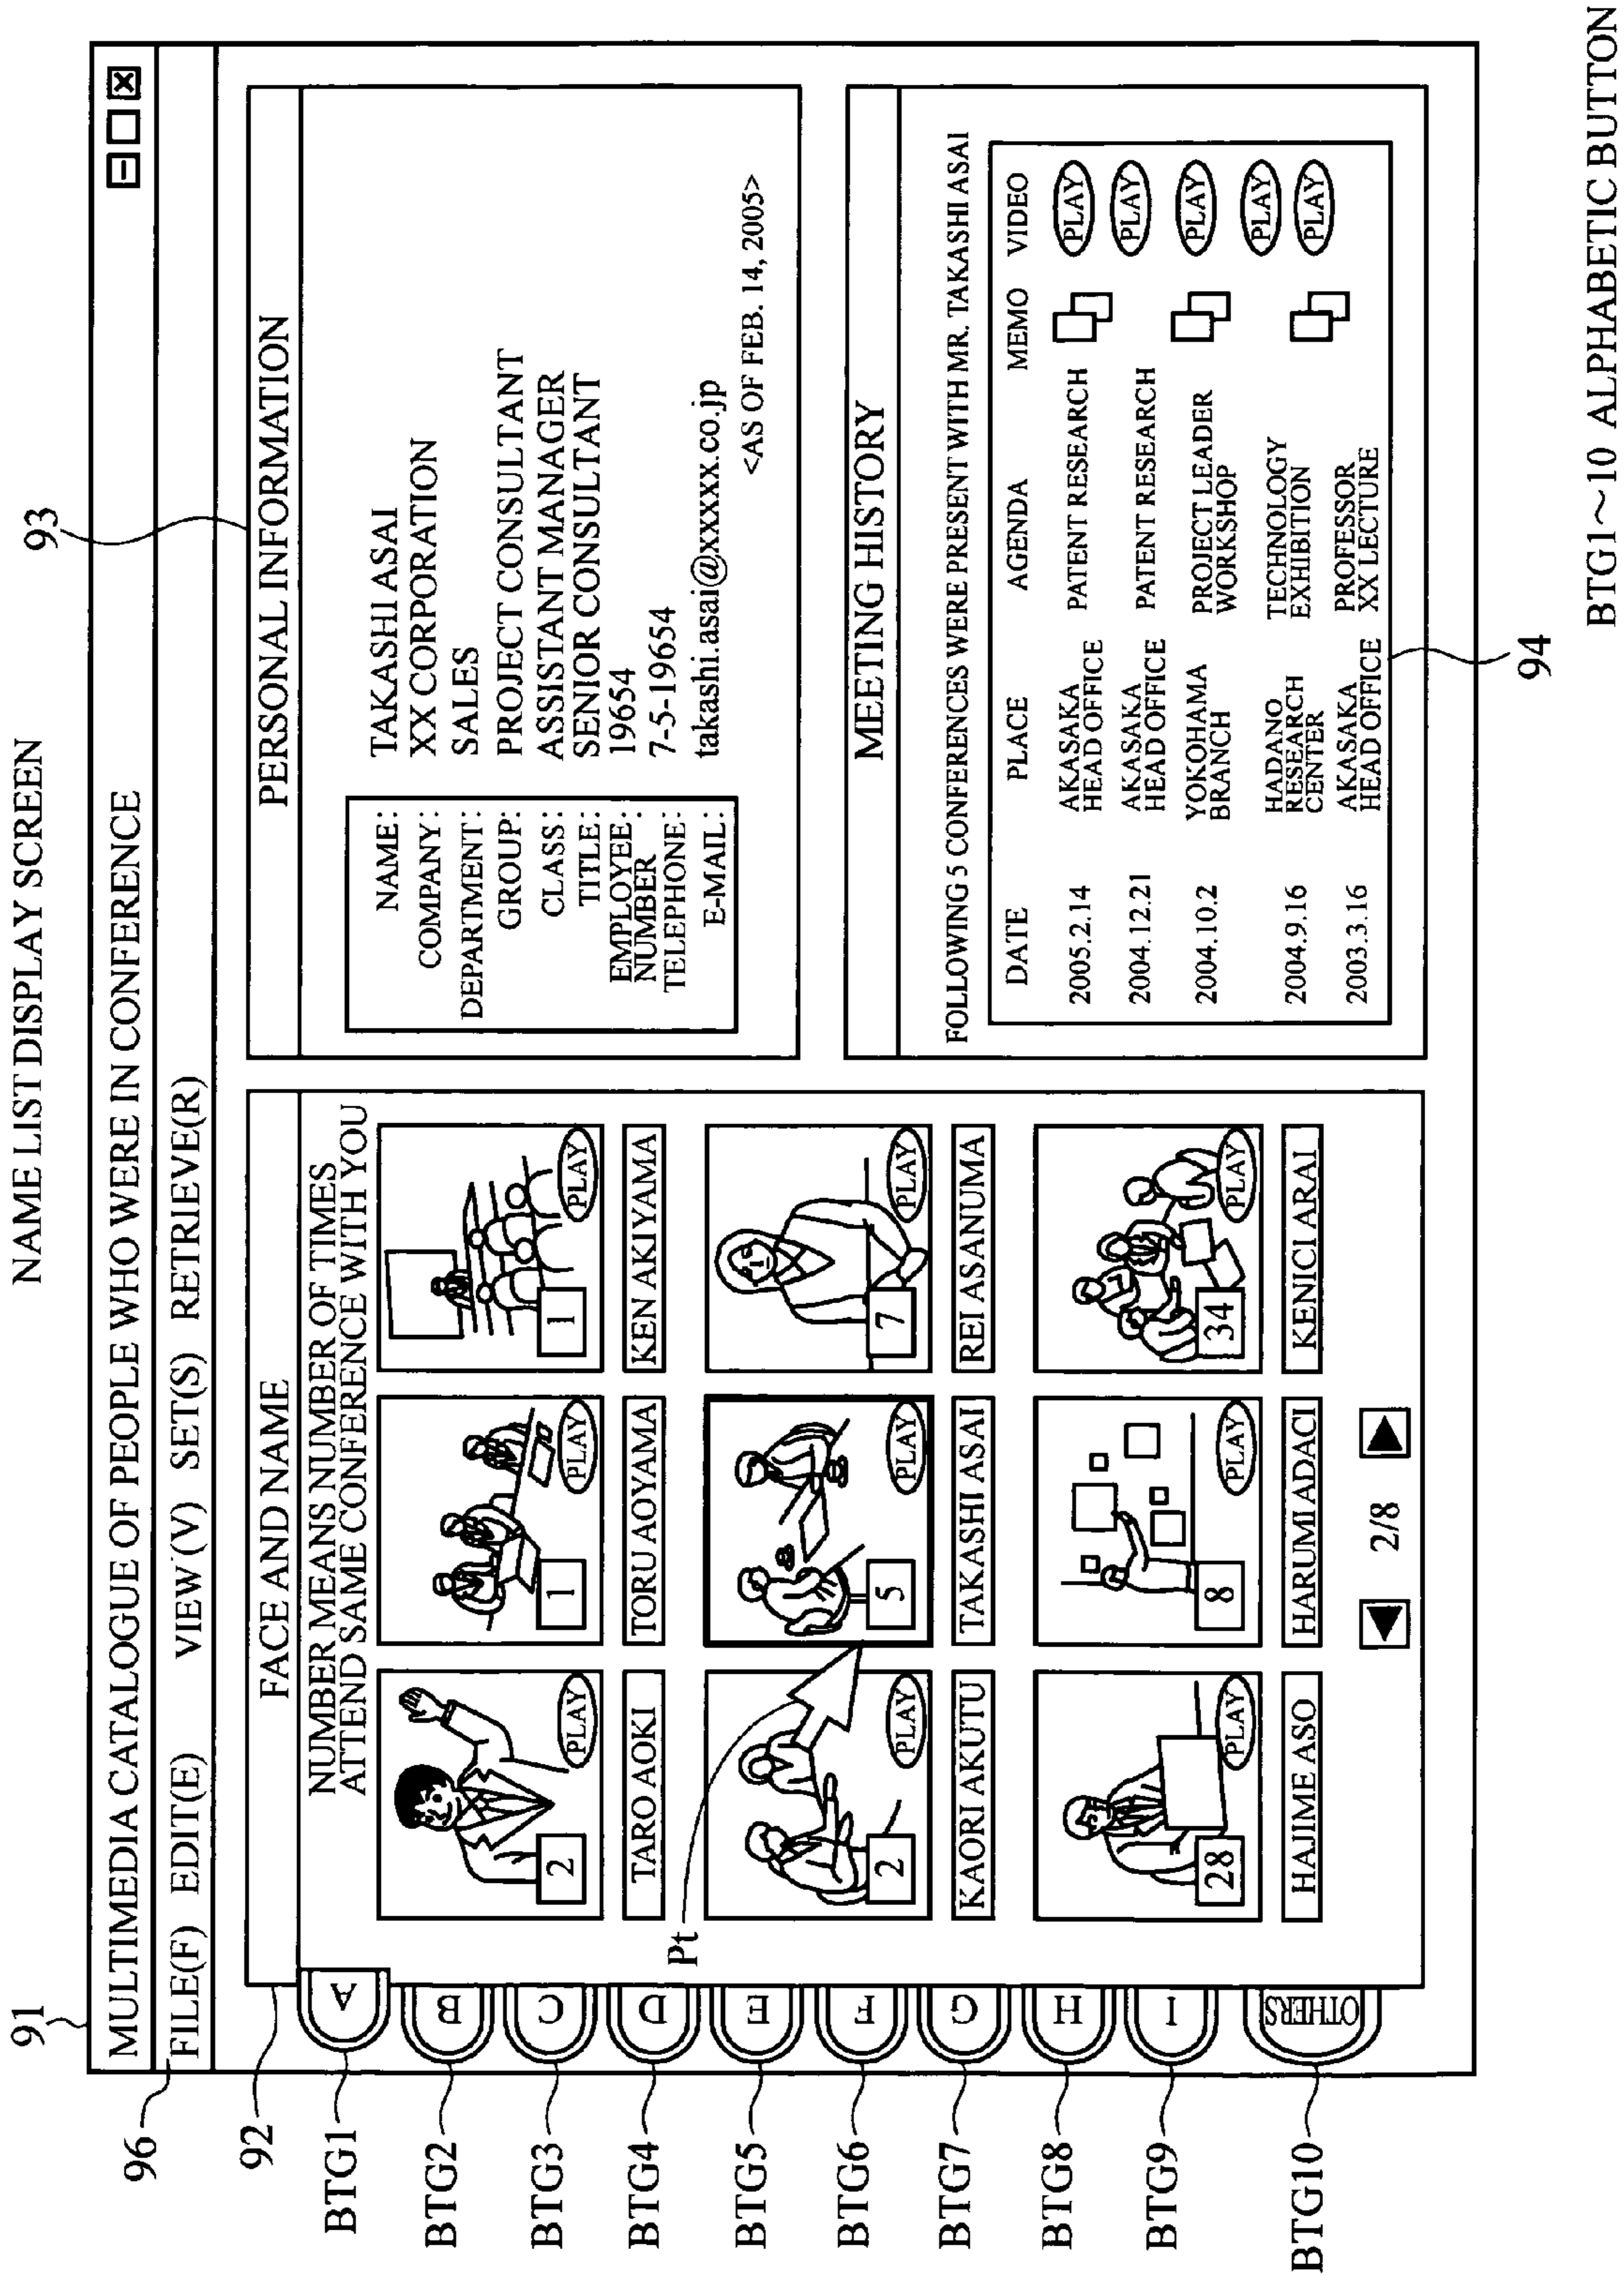 NAME LIST DISPLAY SCREEN
91
96
92
93
94
MULTIMEDIA CATALOGUE OF PEOPLE WHO WERE IN CONFERENCE
FILE(F) EDIT(E) VIEW (V) SET(S) RETRIEVE(R)
FACE AND NAME
NUMBER MEANS NUMBER OF TIMES
ATTEND SAME CONFERENCE WITH YOU
2 PLAY
1 PLAY
1 PLAY
TARO AOKI
TORU AOYAMA
KEN AKIYAMA
Pt
2 PLAY
5 PLAY
7 PLAY
KAORI AKUTU
TAKASHI ASAI
REI ASANUMA
28 PLAY
8 PLAY
34 PLAY
HAJIME ASO
HARUMI ADACI
KENICI ARAI
2/8
BTG1 A
BTG2 B
BTG3 C
BTG4 D
BTG5 E
BTG6 F
BTG7 G
BTG8 H
BTG9 I
BTG10 OTHERS
PERSONAL INFORMATION
NAME: TAKASHI ASAI
COMPANY: XX CORPORATION
DEPARTMENT: SALES
GROUP: PROJECT CONSULTANT
CLASS: ASSISTANT MANAGER
TITLE: SENIOR CONSULTANT
EMPLOYEE: 19654
NUMBER
TELEPHONE: 7-5-19654
E-MAIL: takashi.asai@xxxxx.co.jp
<AS OF FEB. 14, 2005>
MEETING HISTORY
FOLLOWING 5 CONFERENCES WERE PRESENT WITH MR. TAKASHI ASAI
DATE PLACE AGENDA MEMO VIDEO
2005.2.14 AKASAKA HEAD OFFICE PATENT RESEARCH PLAY
2004.12.21 AKASAKA HEAD OFFICE PATENT RESEARCH PLAY
2004.10.2 YOKOHAMA BRANCH PROJECT LEADER WORKSHOP PLAY
2004.9.16 HADANO RESEARCH CENTER TECHNOLOGY EXHIBITION PLAY
2003.3.16 AKASAKA HEAD OFFICE PROFESSOR XX LECTURE PLAY
BTG1~10 ALPHABETIC BUTTON